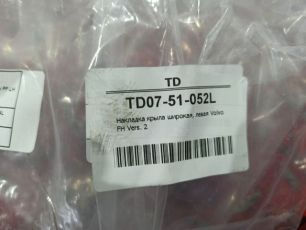 TD
TD07-51-052L
Накладка крыла широкая, левая Volvo
FH Vers. 2